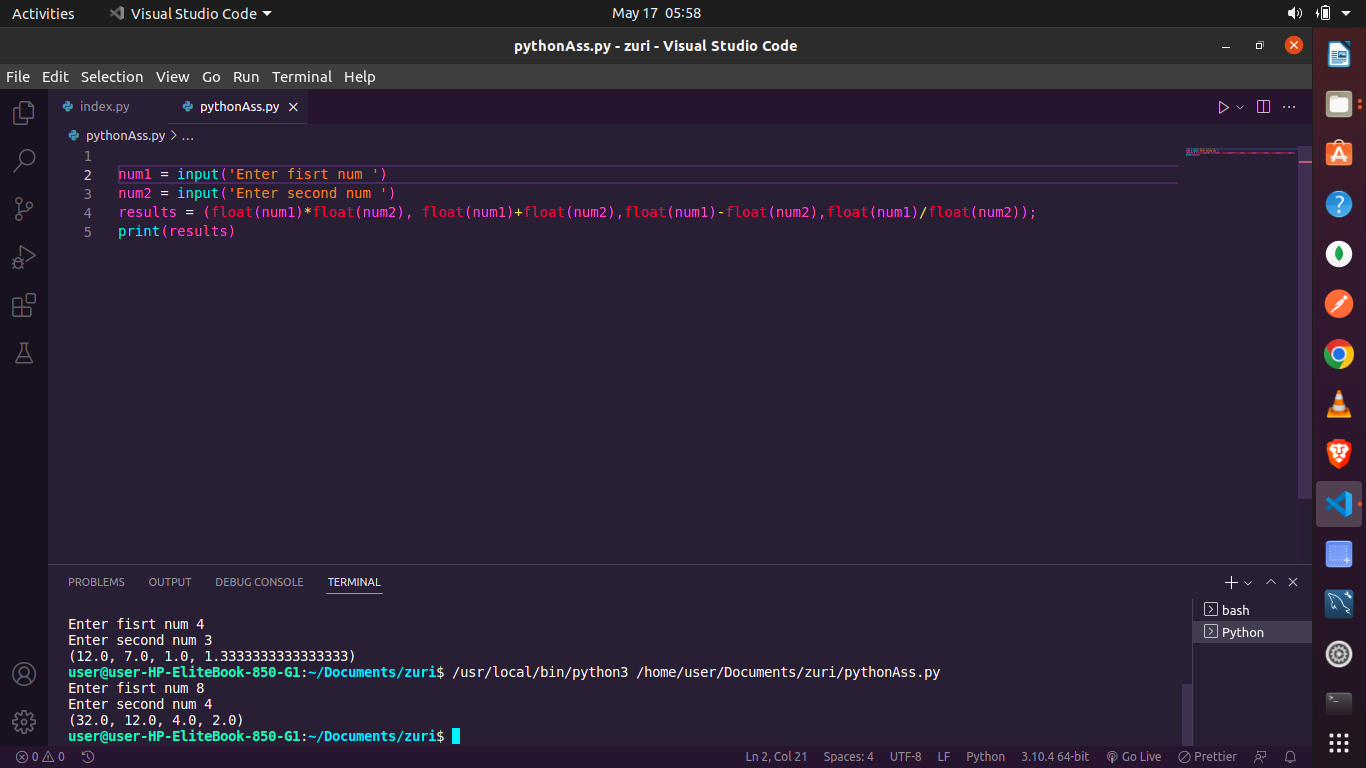 Activities Visual Studio Code May 17 05:58
pythonAss.py - zuri - Visual Studio Code
File Edit Selection View Go Run Terminal Help
index.py pythonAss.py
pythonAss.py > ...
1
2 num1 = input('Enter fisrt num ')
3 num2 = input('Enter second num ')
4 results = (float(num1)*float(num2), float(num1)+float(num2),float(num1)-float(num2),float(num1)/float(num2));
5 print(results)
PROBLEMS OUTPUT DEBUG CONSOLE TERMINAL
bash
Python
Enter fisrt num 4
Enter second num 3
(12.0, 7.0, 1.0, 1.3333333333333333)
user@user-HP-EliteBook-850-G1:~/Documents/zuri$ /usr/local/bin/python3 /home/user/Documents/zuri/pythonAss.py
Enter fisrt num 8
Enter second num 4
(32.0, 12.0, 4.0, 2.0)
user@user-HP-EliteBook-850-G1:~/Documents/zuri$
0 0 Ln 2, Col 21 Spaces: 4 UTF-8 LF Python 3.10.4 64-bit Go Live Prettier